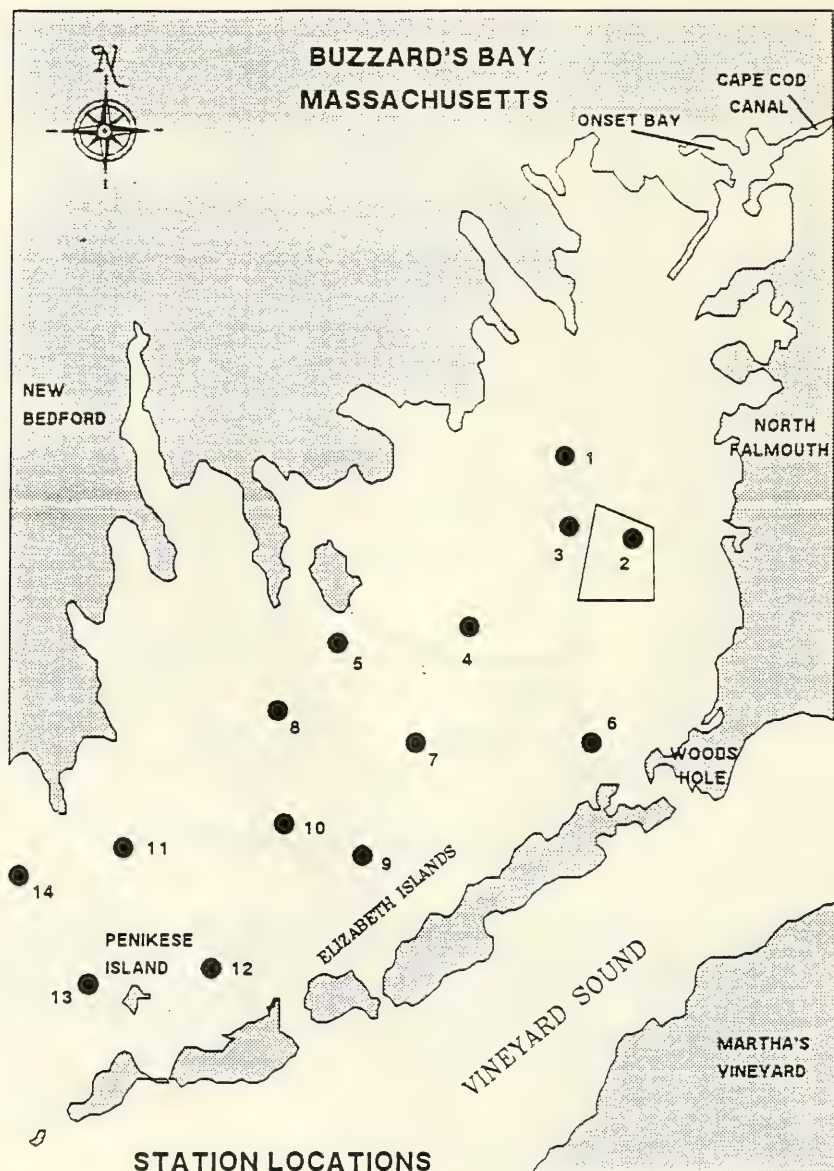 BUZZARD'S BAY
MASSACHUSETTS
N
CAPE COD
CANAL
ONSET BAY
NEW
BEDFORD
NORTH
FALMOUTH
1
3
2
4
5
8
7
6
WOODS
HOLE
10
11
9
14
ELIZABETH ISLANDS
PENIKESE
ISLAND
12
13
VINEYARD SOUND
MARTHA'S
VINEYARD
STATION LOCATIONS